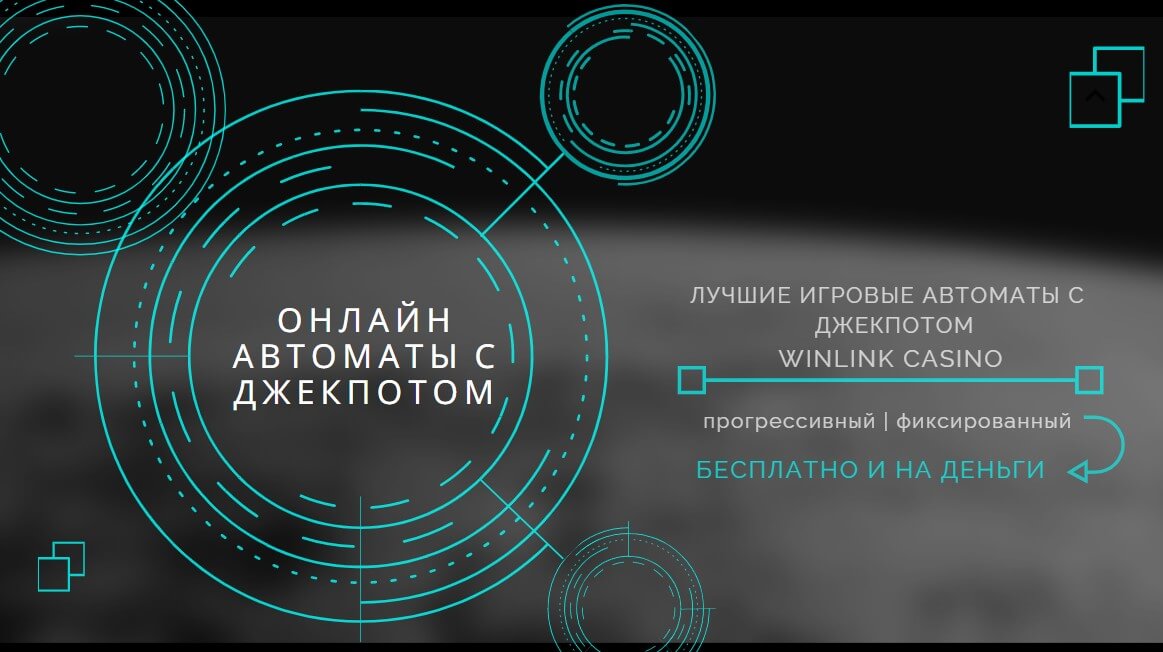 ОНЛАЙН
АВТОМАТЫ С
ДЖЕКПОТОМ
ЛУЧШИЕ ИГРОВЫЕ АВТОМАТЫ С
ДЖЕКПОТОМ
WINLINK CASINO
прогрессивный | фиксированный
БЕСПЛАТНО И НА ДЕНЬГИ